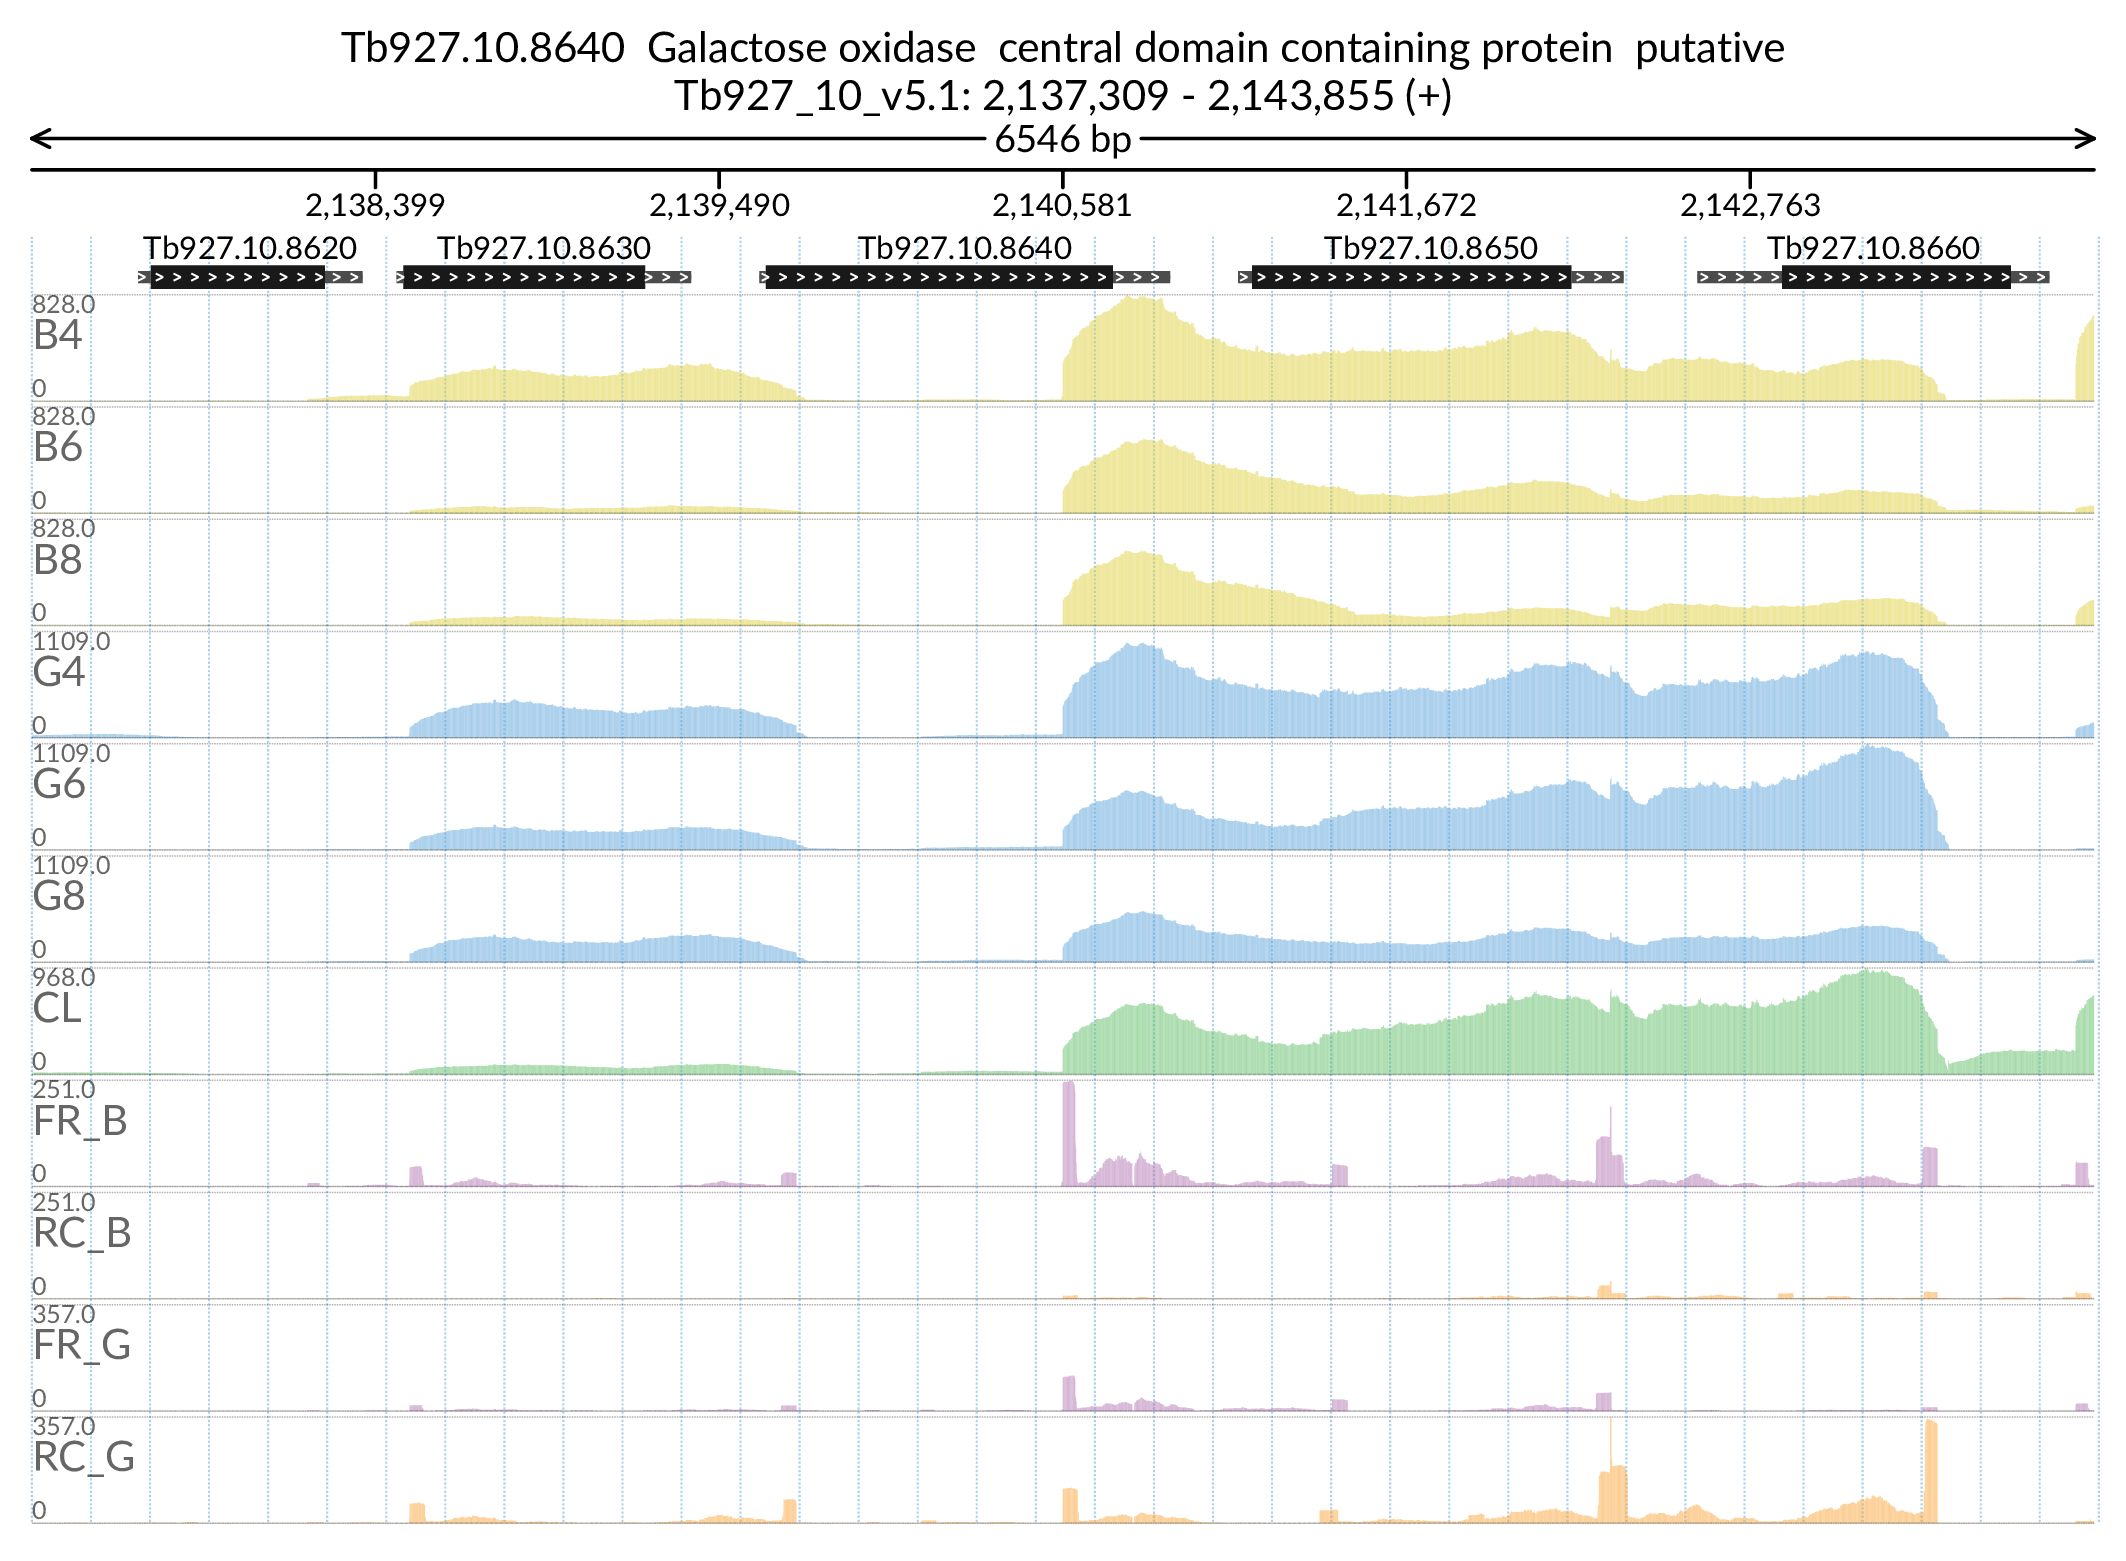 Tb927.10.8640  Galactose oxidase  central domain containing protein  putative
Tb927_10_v5.1: 2,137,309 - 2,143,855 (+)
6546 bp
2,138,399 2,139,490 2,140,581 2,141,672 2,142,763
Tb927.10.8620 Tb927.10.8630 Tb927.10.8640 Tb927.10.8650 Tb927.10.8660
828.0
B4
0
828.0
B6
0
828.0
B8
0
1109.0
G4
0
1109.0
G6
0
1109.0
G8
0
968.0
CL
0
251.0
FR_B
0
251.0
RC_B
0
357.0
FR_G
0
357.0
RC_G
0